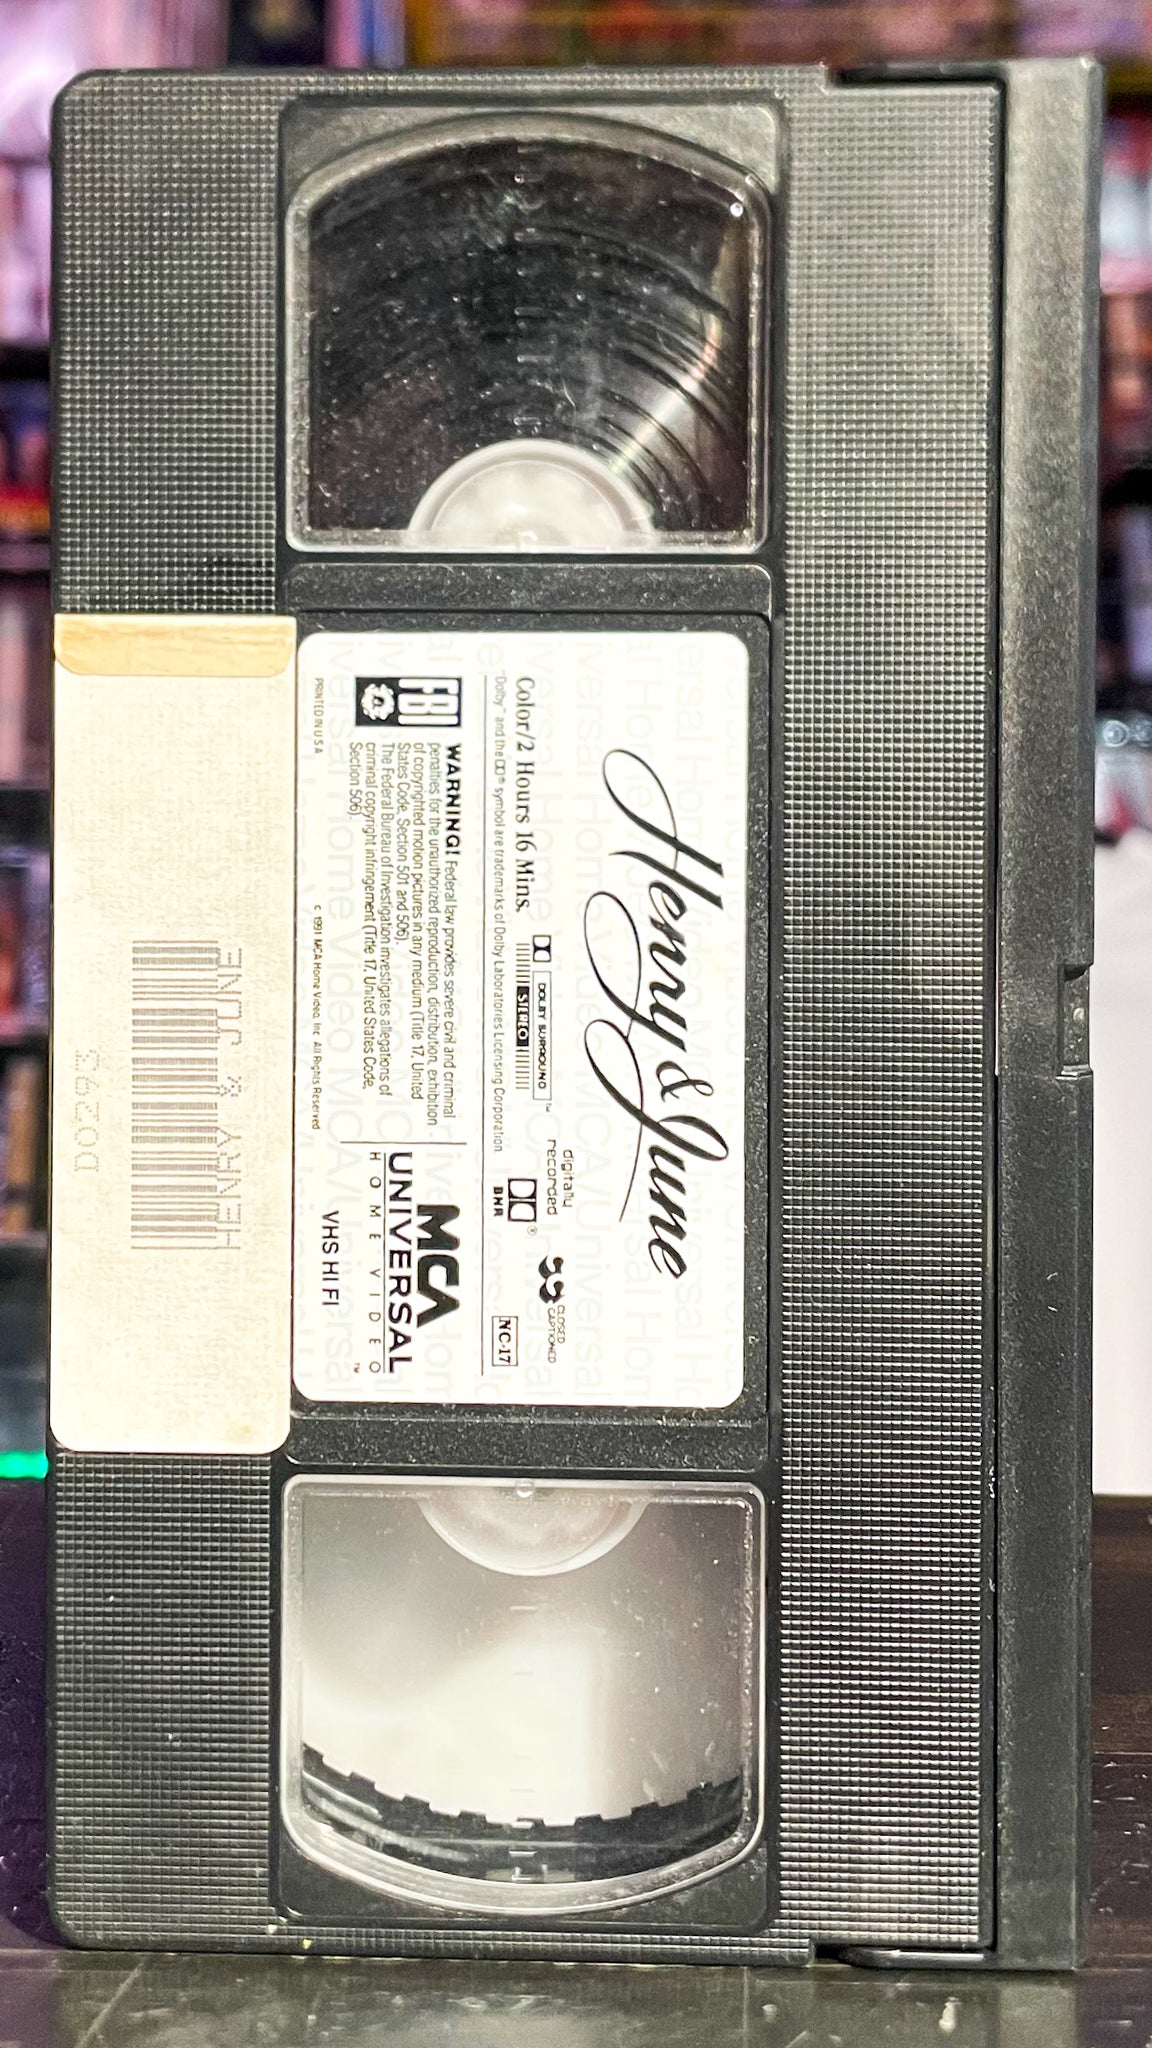 Henry & June
Color/2 Hours 16 Mins.
DOLBY SURROUND™
STEREO
digitally
recorded
®
BNR
CLOSED
CAPTIONED
"Dolby" and the ® symbol are trademarks of Dolby Laboratories Licensing Corporation.
NC-17
FBI
WARNING! Federal law provides severe civil and criminal
penalties for the unauthorized reproduction, distribution, exhibition
of copyrighted motion pictures in any medium (Title 17, United
States Code, Section 501 and 506).
The Federal Bureau of Investigation investigates allegations of
criminal copyright infringement (Title 17, United States Code,
Section 506).
MCA
UNIVERSAL
HOME VIDEO
™
PRINTED IN U S A
c 1991 MCA Home Video, Inc. All Rights Reserved
VHS HI FI
HENRY & JUNE